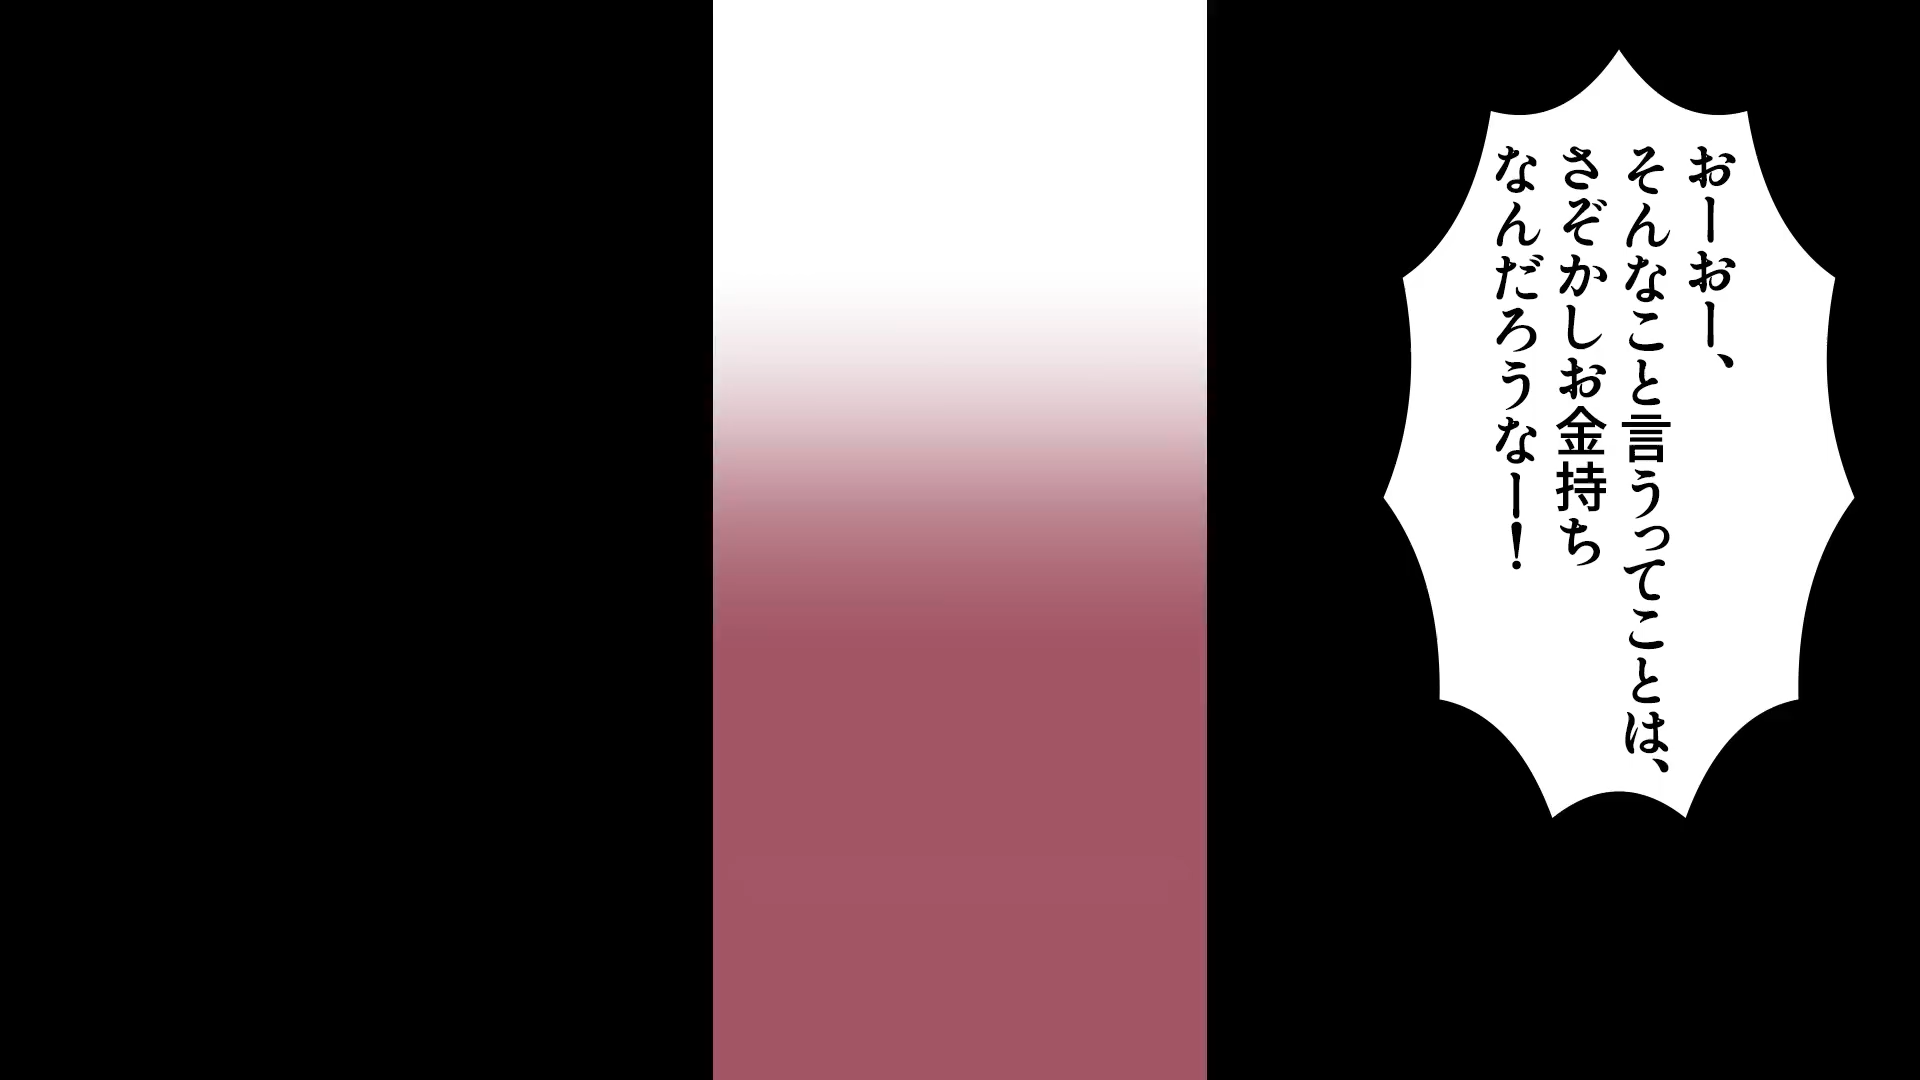 おーおー、
そんなこと言うってことは、
さぞかしお金持ち
なんだろうなー！